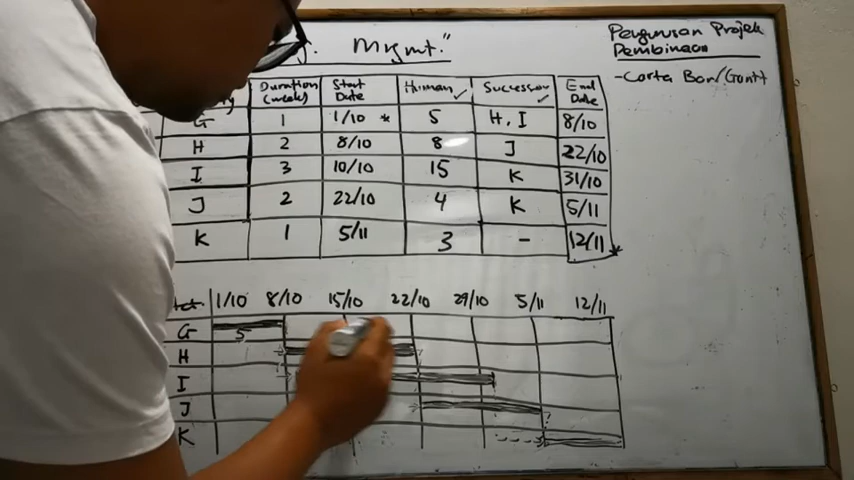 J. Mngmt."
Pengurusan Projek
Pembinaan
- Carta Bar/Gantt
Duration (week) Start Date Human ✓ Successor ✓ End Date
G 1 1/10 * 5 H, I 8/10
H 2 8/10 8 J 22/10
I 3 10/10 15 K 31/10
J 2 22/10 4 K 5/11
K 1 5/11 3 - 12/11 *
1/10 8/10 15/10 22/10 29/10 5/11 12/11
G 5
H
I
J
K